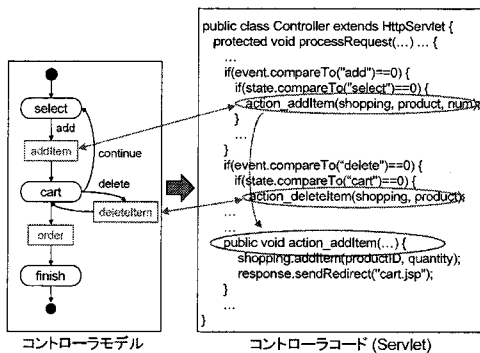 select
add
addItem
continue
cart
delete
deleteItem
order
finish
コントローラモデル
public class Controller extends HttpServlet {
protected void processRequest(...) ... {
...
if(event.compareTo("add")==0) {
if(state.compareTo("select")==0) {
action_addItem(shopping, product, num);
}
...
}
if(event.compareTo("delete")==0) {
if(state.compareTo("cart")==0) {
action_deleteItem(shopping, product);
...
...
public void action_addItem(...) {
shopping.addItem(productID, quantity);
response.sendRedirect("cart.jsp");
}
...
}
コントローラコード (Servlet)